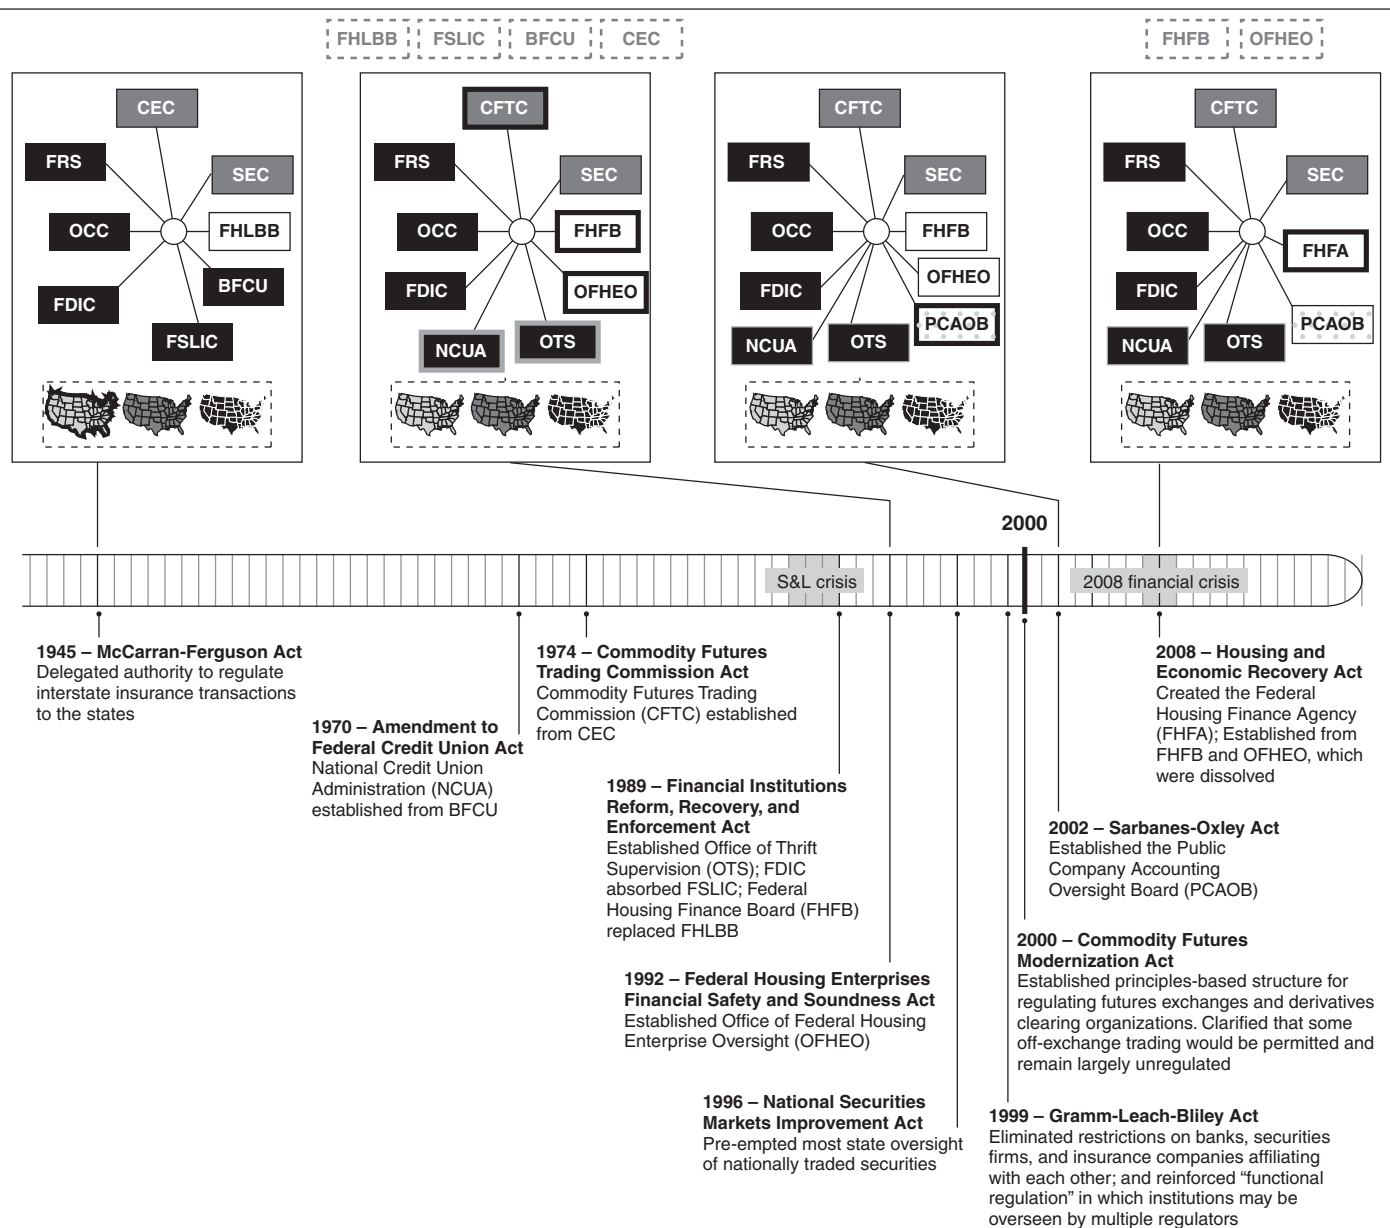 FHLBB FSLIC BFCU CEC
FHFB OFHEO
CEC
FRS
SEC
OCC
FHLBB
BFCU
FDIC
FSLIC
CFTC
FRS
SEC
OCC
FHFB
FDIC
OFHEO
NCUA
OTS
CFTC
FRS
SEC
OCC
FHFB
OFHEO
FDIC
PCAOB
NCUA
OTS
CFTC
FRS
SEC
OCC
FHFA
FDIC
PCAOB
NCUA
OTS
2000
S&L crisis
2008 financial crisis
1945 – McCarran-Ferguson Act
Delegated authority to regulate
interstate insurance transactions
to the states
1970 – Amendment to
Federal Credit Union Act
National Credit Union
Administration (NCUA)
established from BFCU
1974 – Commodity Futures
Trading Commission Act
Commodity Futures Trading
Commission (CFTC) established
from CEC
1989 – Financial Institutions
Reform, Recovery, and
Enforcement Act
Established Office of Thrift
Supervision (OTS); FDIC
absorbed FSLIC; Federal
Housing Finance Board (FHFB)
replaced FHLBB
1992 – Federal Housing Enterprises
Financial Safety and Soundness Act
Established Office of Federal Housing
Enterprise Oversight (OFHEO)
1996 – National Securities
Markets Improvement Act
Pre-empted most state oversight
of nationally traded securities
1999 – Gramm-Leach-Bliley Act
Eliminated restrictions on banks, securities
firms, and insurance companies affiliating
with each other; and reinforced “functional
regulation” in which institutions may be
overseen by multiple regulators
2000 – Commodity Futures
Modernization Act
Established principles-based structure for
regulating futures exchanges and derivatives
clearing organizations. Clarified that some
off-exchange trading would be permitted and
remain largely unregulated
2002 – Sarbanes-Oxley Act
Established the Public
Company Accounting
Oversight Board (PCAOB)
2008 – Housing and
Economic Recovery Act
Created the Federal
Housing Finance Agency
(FHFA); Established from
FHFB and OFHEO, which
were dissolved